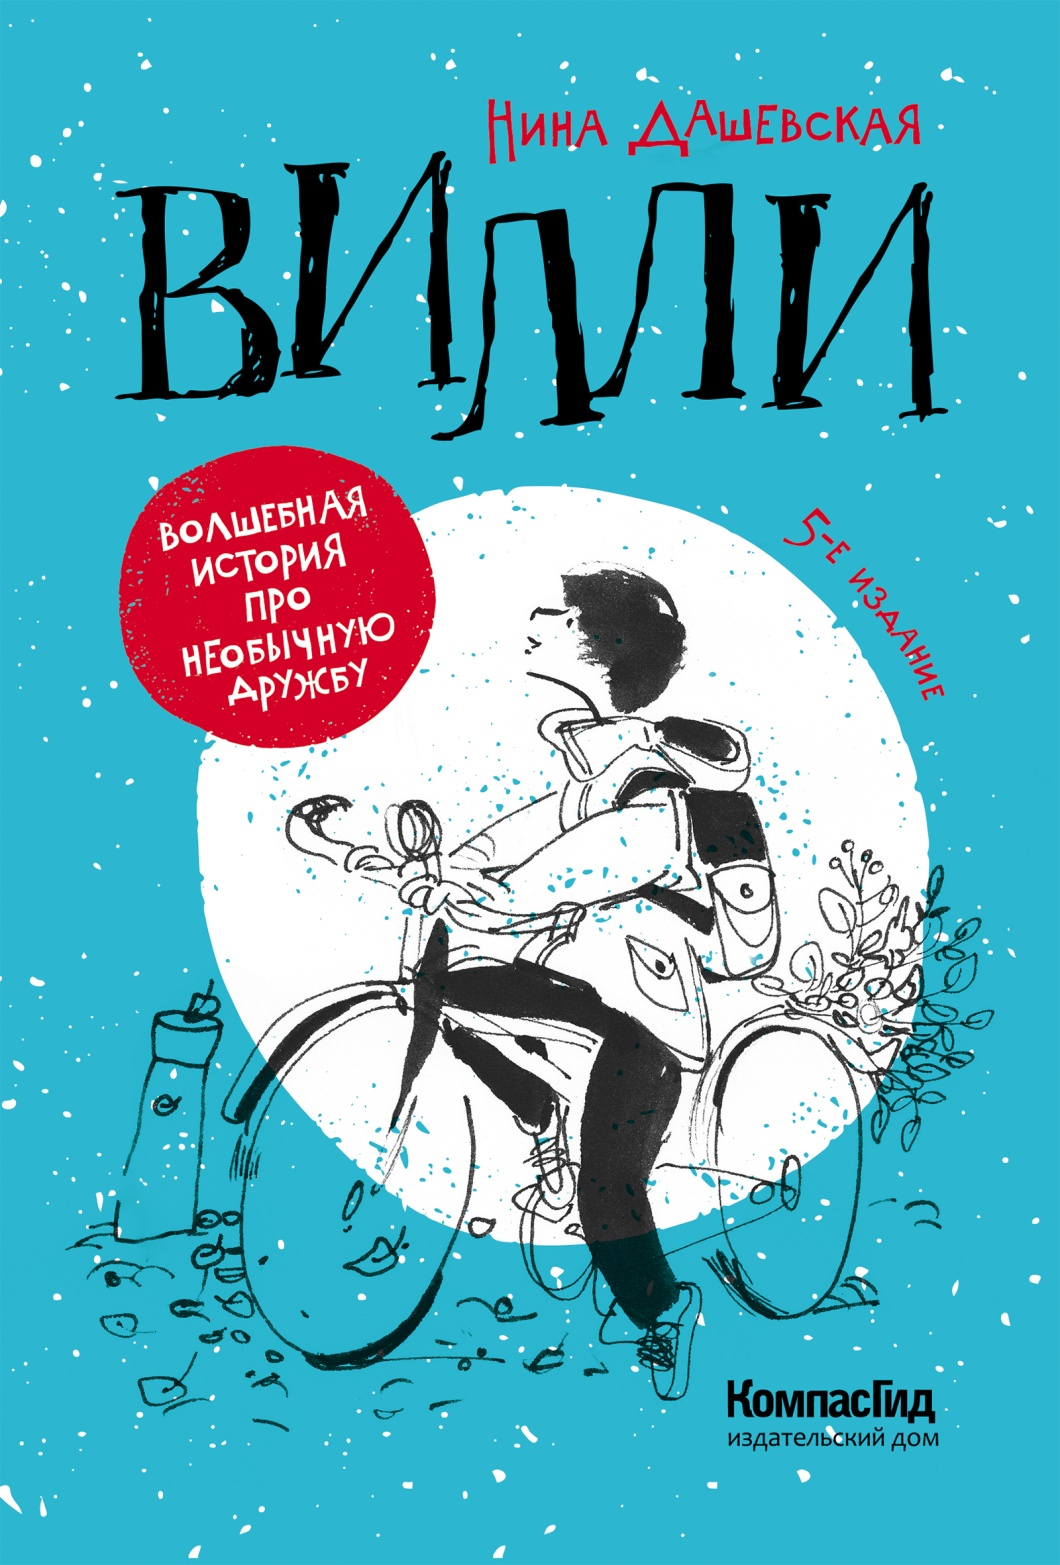 Нина Дашевская
ВИЛЛИ
ВОЛШЕБНАЯ
ИСТОРИЯ
ПРО
НЕОБЫЧНУЮ
ДРУЖБУ
5-е издание
КомпасГид
издательский дом